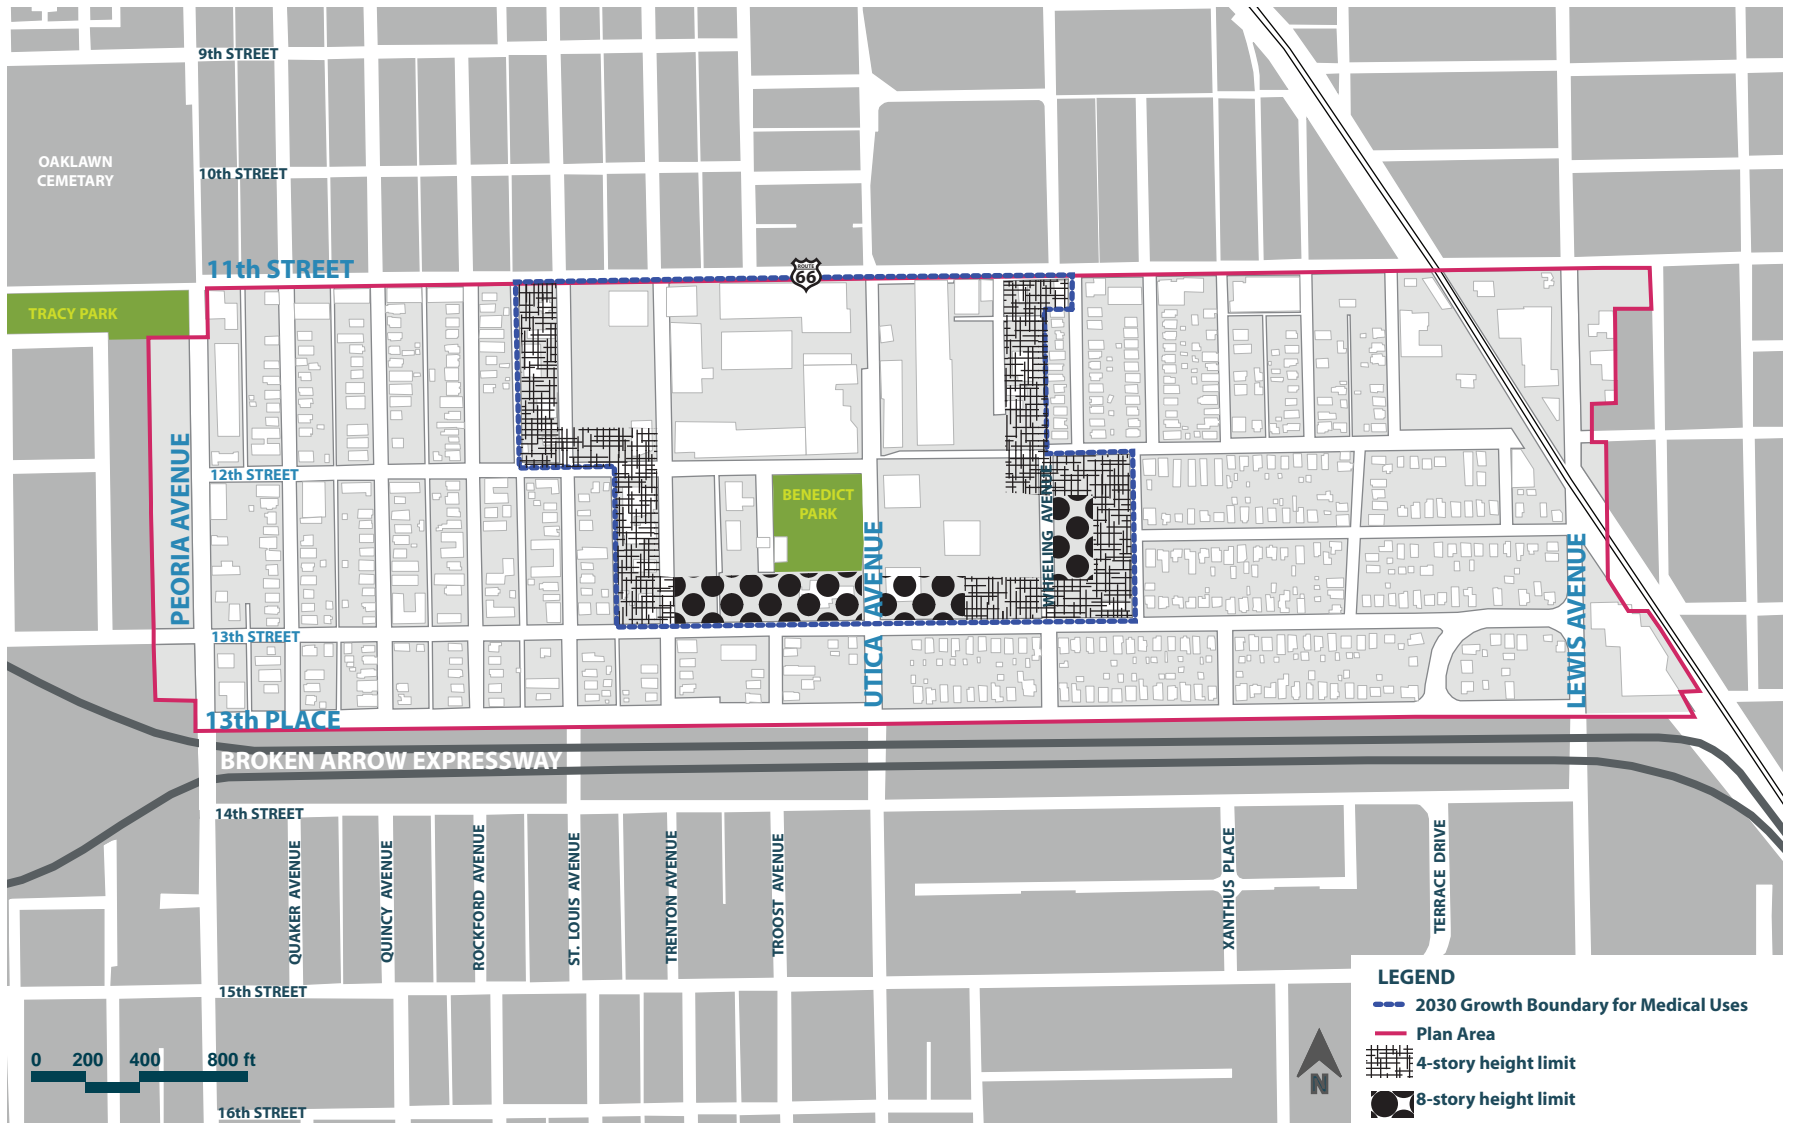 9th STREET
OAKLAWN
CEMETARY
10th STREET
11th STREET
ROUTE
66
TRACY PARK
PEORIA AVENUE
12th STREET
BENEDICT
PARK
WHEELING AVENUE
UTICA AVENUE
LEWIS AVENUE
13th STREET
13th PLACE
BROKEN ARROW EXPRESSWAY
14th STREET
QUAKER AVENUE
QUINCY AVENUE
ROCKFORD AVENUE
ST. LOUIS AVENUE
TRENTON AVENUE
TROOST AVENUE
XANTHUS PLACE
TERRACE DRIVE
15th STREET
0 200 400 800 ft
16th STREET
N
LEGEND
2030 Growth Boundary for Medical Uses
Plan Area
4-story height limit
8-story height limit